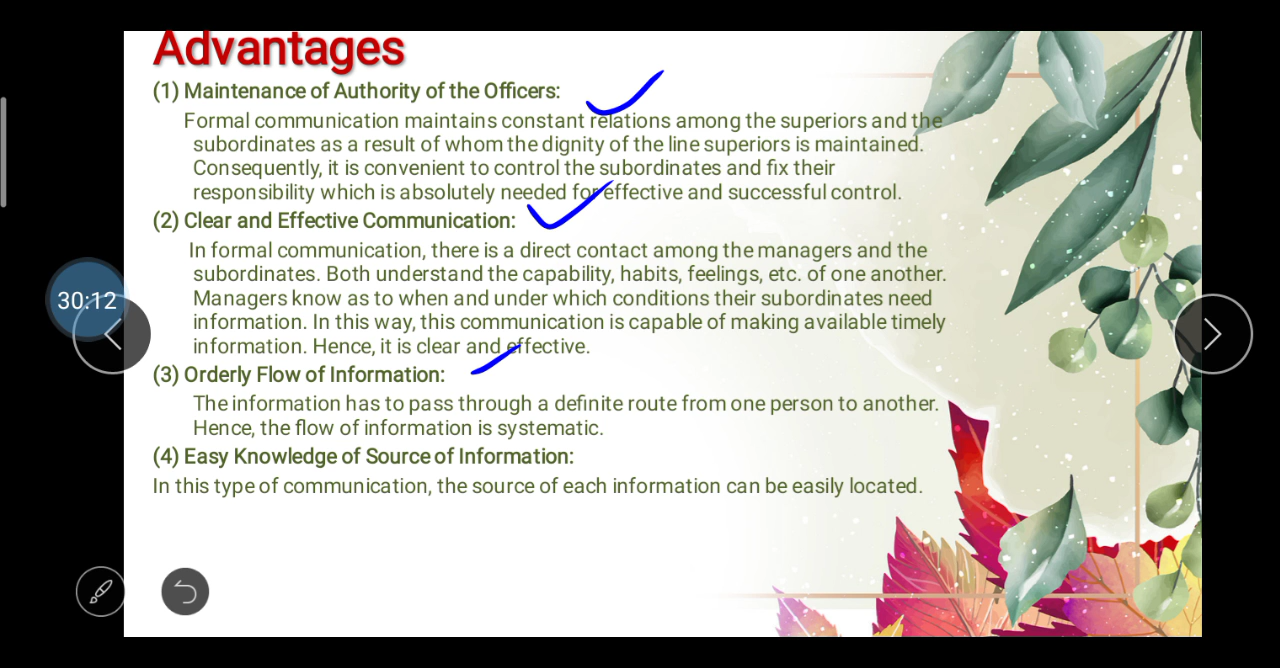 Advantages
(1) Maintenance of Authority of the Officers:
Formal communication maintains constant relations among the superiors and the
subordinates as a result of whom the dignity of the line superiors is maintained.
Consequently, it is convenient to control the subordinates and fix their
responsibility which is absolutely needed for effective and successful control.
(2) Clear and Effective Communication:
In formal communication, there is a direct contact among the managers and the
subordinates. Both understand the capability, habits, feelings, etc. of one another.
Managers know as to when and under which conditions their subordinates need
30:12
information. In this way, this communication is capable of making available timely
information. Hence, it is clear and effective.
(3) Orderly Flow of Information:
The information has to pass through a definite route from one person to another.
Hence, the flow of information is systematic.
(4) Easy Knowledge of Source of Information:
In this type of communication, the source of each information can be easily located.